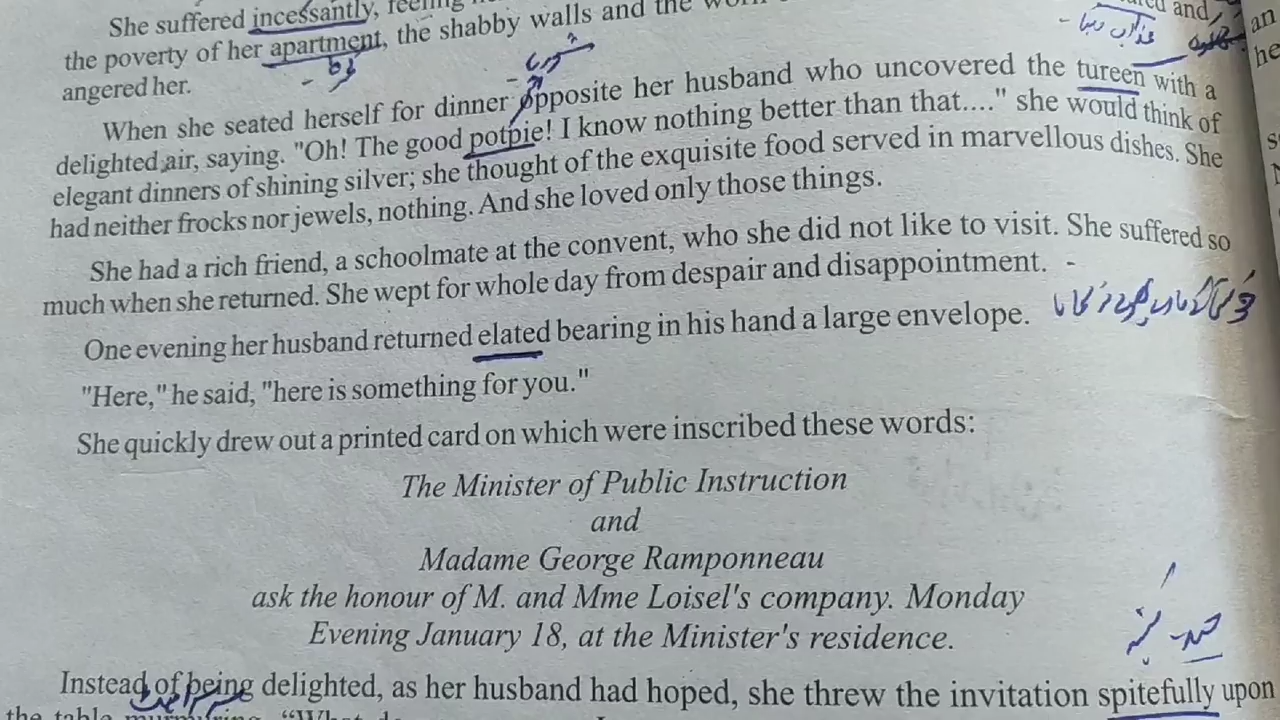 She suffered incessantly, feeling
the poverty of her apartment, the shabby walls and the
angered her.
When she seated herself for dinner opposite her husband who uncovered the tureen with a
delighted air, saying. "Oh! The good potpie! I know nothing better than that...." she would think of
elegant dinners of shining silver; she thought of the exquisite food served in marvellous dishes. She
had neither frocks nor jewels, nothing. And she loved only those things.
She had a rich friend, a schoolmate at the convent, who she did not like to visit. She suffered so
much when she returned. She wept for whole day from despair and disappointment.
One evening her husband returned elated bearing in his hand a large envelope.
"Here," he said, "here is something for you."
She quickly drew out a printed card on which were inscribed these words:
The Minister of Public Instruction
and
Madame George Ramponneau
ask the honour of M. and Mme Loisel's company. Monday
Evening January 18, at the Minister's residence.
Instead of being delighted, as her husband had hoped, she threw the invitation spitefully upon
the table murmuring, "What do